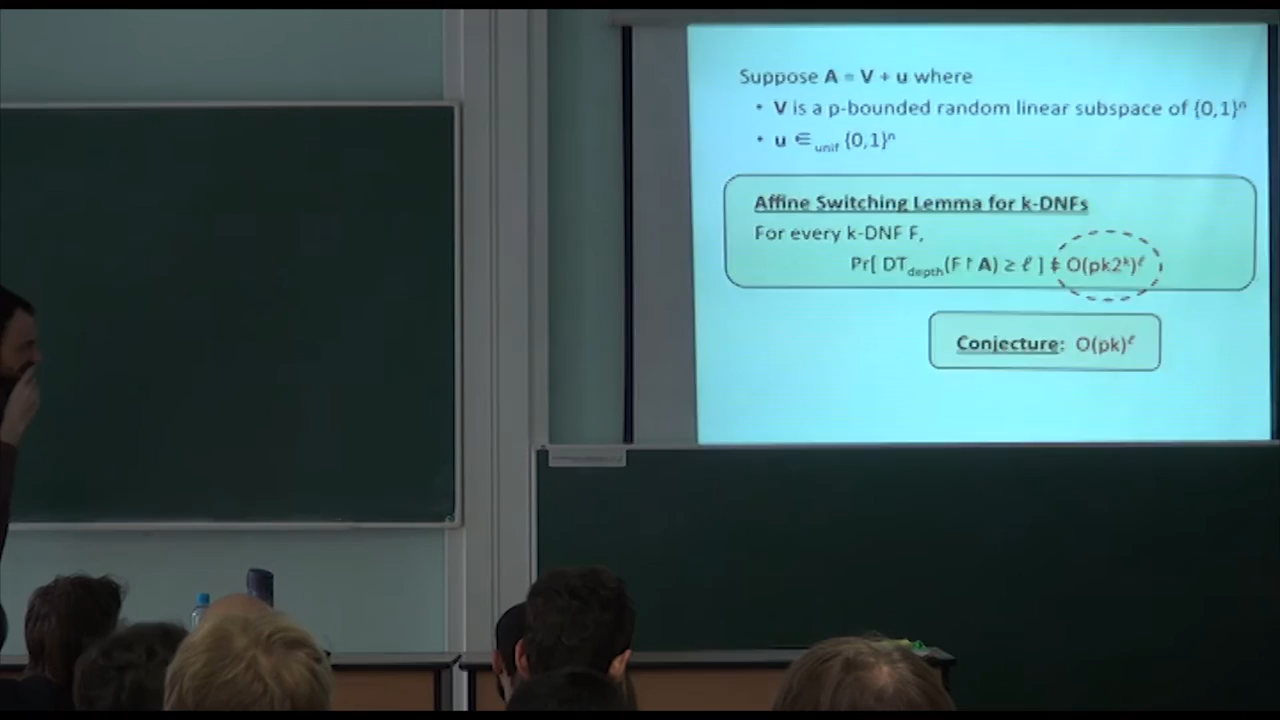 Suppose A = V + u where
• V is a p-bounded random linear subspace of {0,1}ⁿ
• u ∈unif {0,1}ⁿ
Affine Switching Lemma for k-DNFs
For every k-DNF F,
Pr[ DTdepth(F↾A) ≥ ℓ ] ≤ O(pk2ᵏ)ℓ
Conjecture: O(pk)ℓ